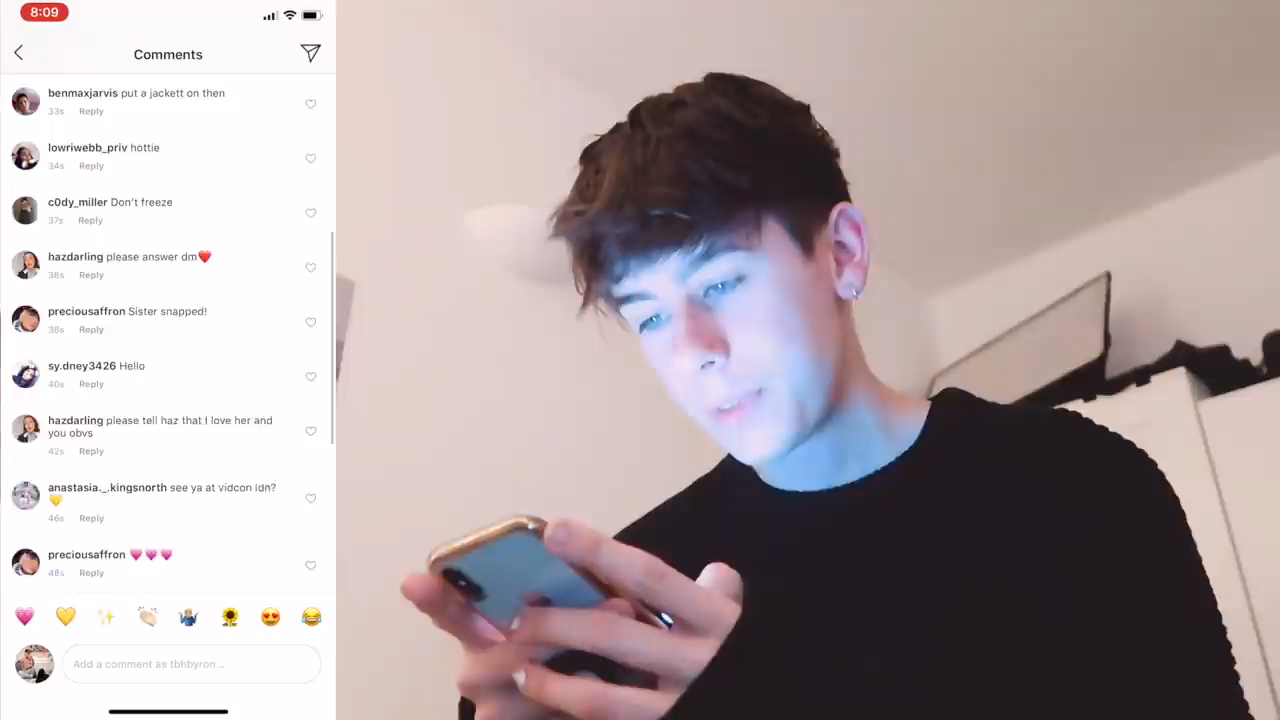 8:09
Comments
benmaxjarvis put a jackett on then
33s Reply
lowriwebb_priv hottie
34s Reply
c0dy_miller Don't freeze
37s Reply
hazdarling please answer dm❤️
38s Reply
preciousaffron Sister snapped!
38s Reply
sy.dney3426 Hello
40s Reply
hazdarling please tell haz that I love her and
you obvs
42s Reply
anastasia._.kingsnorth see ya at vidcon ldn?
💛
46s Reply
preciousaffron 💗💗💗
48s Reply
Add a comment as tbhbyron...